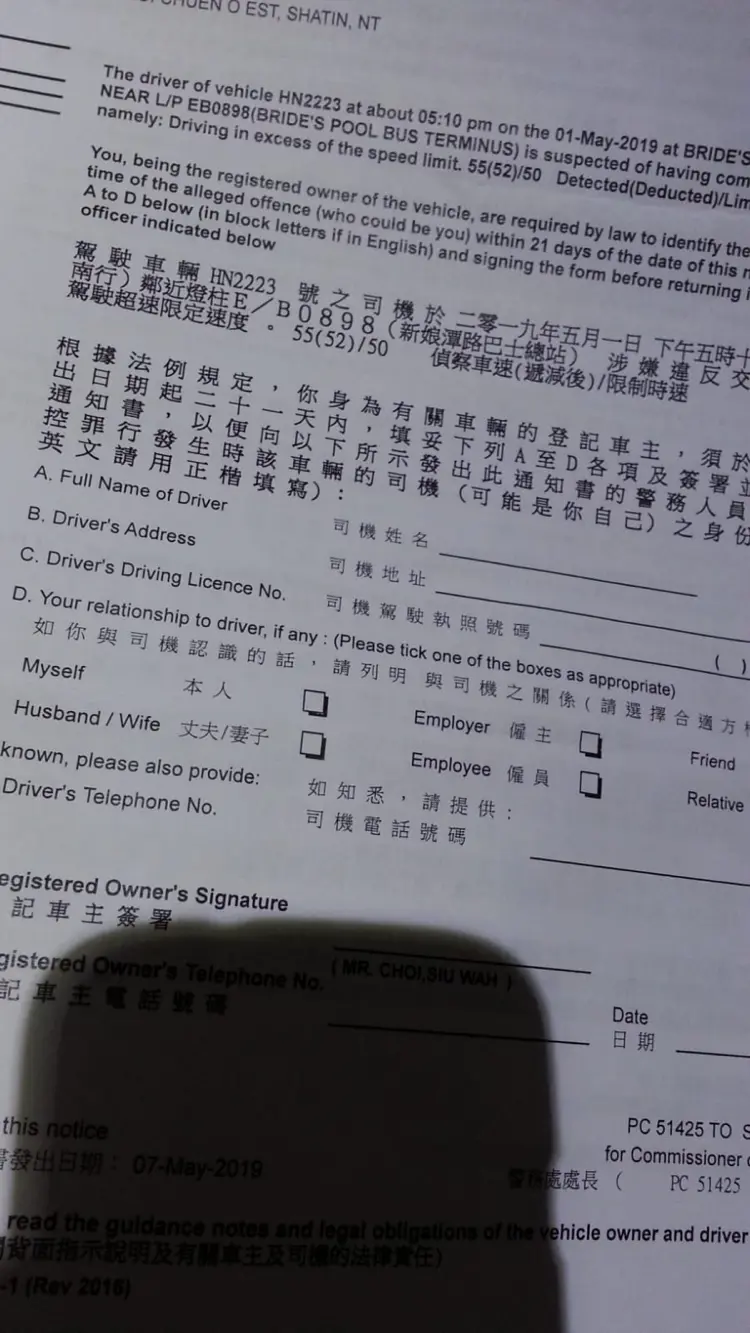 CHUEN O EST, SHATIN, NT
The driver of vehicle HN2223 at about 05:10 pm on the 01-May-2019 at BRIDE'S
NEAR L/P EB0898(BRIDE'S POOL BUS TERMINUS) is suspected of having com
namely: Driving in excess of the speed limit. 55(52)/50 Detected(Deducted)/Lim
You, being the registered owner of the vehicle, are required by law to identify the
time of the alleged offence (who could be you) within 21 days of the date of this n
A to D below (in block letters if in English) and signing the form before returning i
officer indicated below
駕駛車輛 HN2223 號之司機於二零一九年五月一日 下午五時十
南行) 鄰近燈柱E/B0898 (新娘潭路巴士總站) 涉嫌違反交
駕駛超速限定速度。 55(52)/50 偵察車速(遞減後)/限制時速
根據法例規定，你身為有關車輛的登記車主，須於
出日期起二十一天內，填妥下列A至D各項及簽署並
通知書，以便向以下所示發出此通知書的警務人員
控罪行發生時該車輛的司機 (可能是你自己) 之身份
英文請用正楷填寫)：
A. Full Name of Driver 司機姓名
B. Driver's Address 司機地址
C. Driver's Driving Licence No. 司機駕駛執照號碼 ( )
D. Your relationship to driver, if any : (Please tick one of the boxes as appropriate)
如你與司機認識的話，請列明 與司機之關係 (請選擇合適方格
Myself 本人 Employer 僱主 Friend
Husband / Wife 丈夫/妻子 Employee 僱員 Relative
known, please also provide: 如知悉，請提供：
Driver's Telephone No. 司機電話號碼
egistered Owner's Signature
記車主簽署
(MR. CHOI,SIU WAH )
gistered Owner's Telephone No.
記車主電話號碼
Date
日期
this notice
書發出日期： 07-May-2019
PC 51425 TO S
for Commissioner o
警務處處長 ( PC 51425
read the guidance notes and legal obligations of the vehicle owner and driver
背面指示說明及有關車主及司機的法律責任)
-1 (Rev 2016)